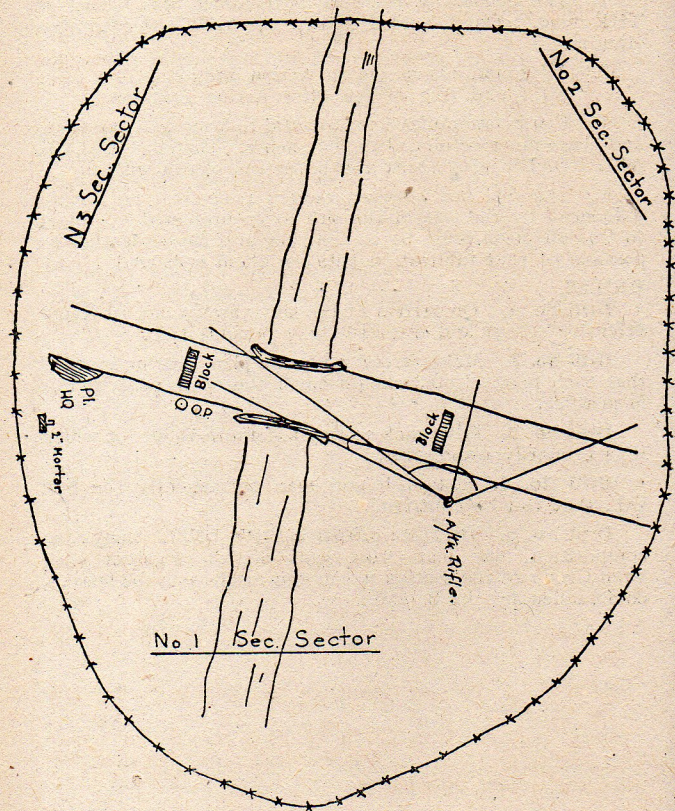 N 3 Sec. Sector
No 2 Sec. Sector
Block
Pl.
HQ
O.P.
2" Mortar
Block
A/tk. Rifle.
No 1 Sec. Sector